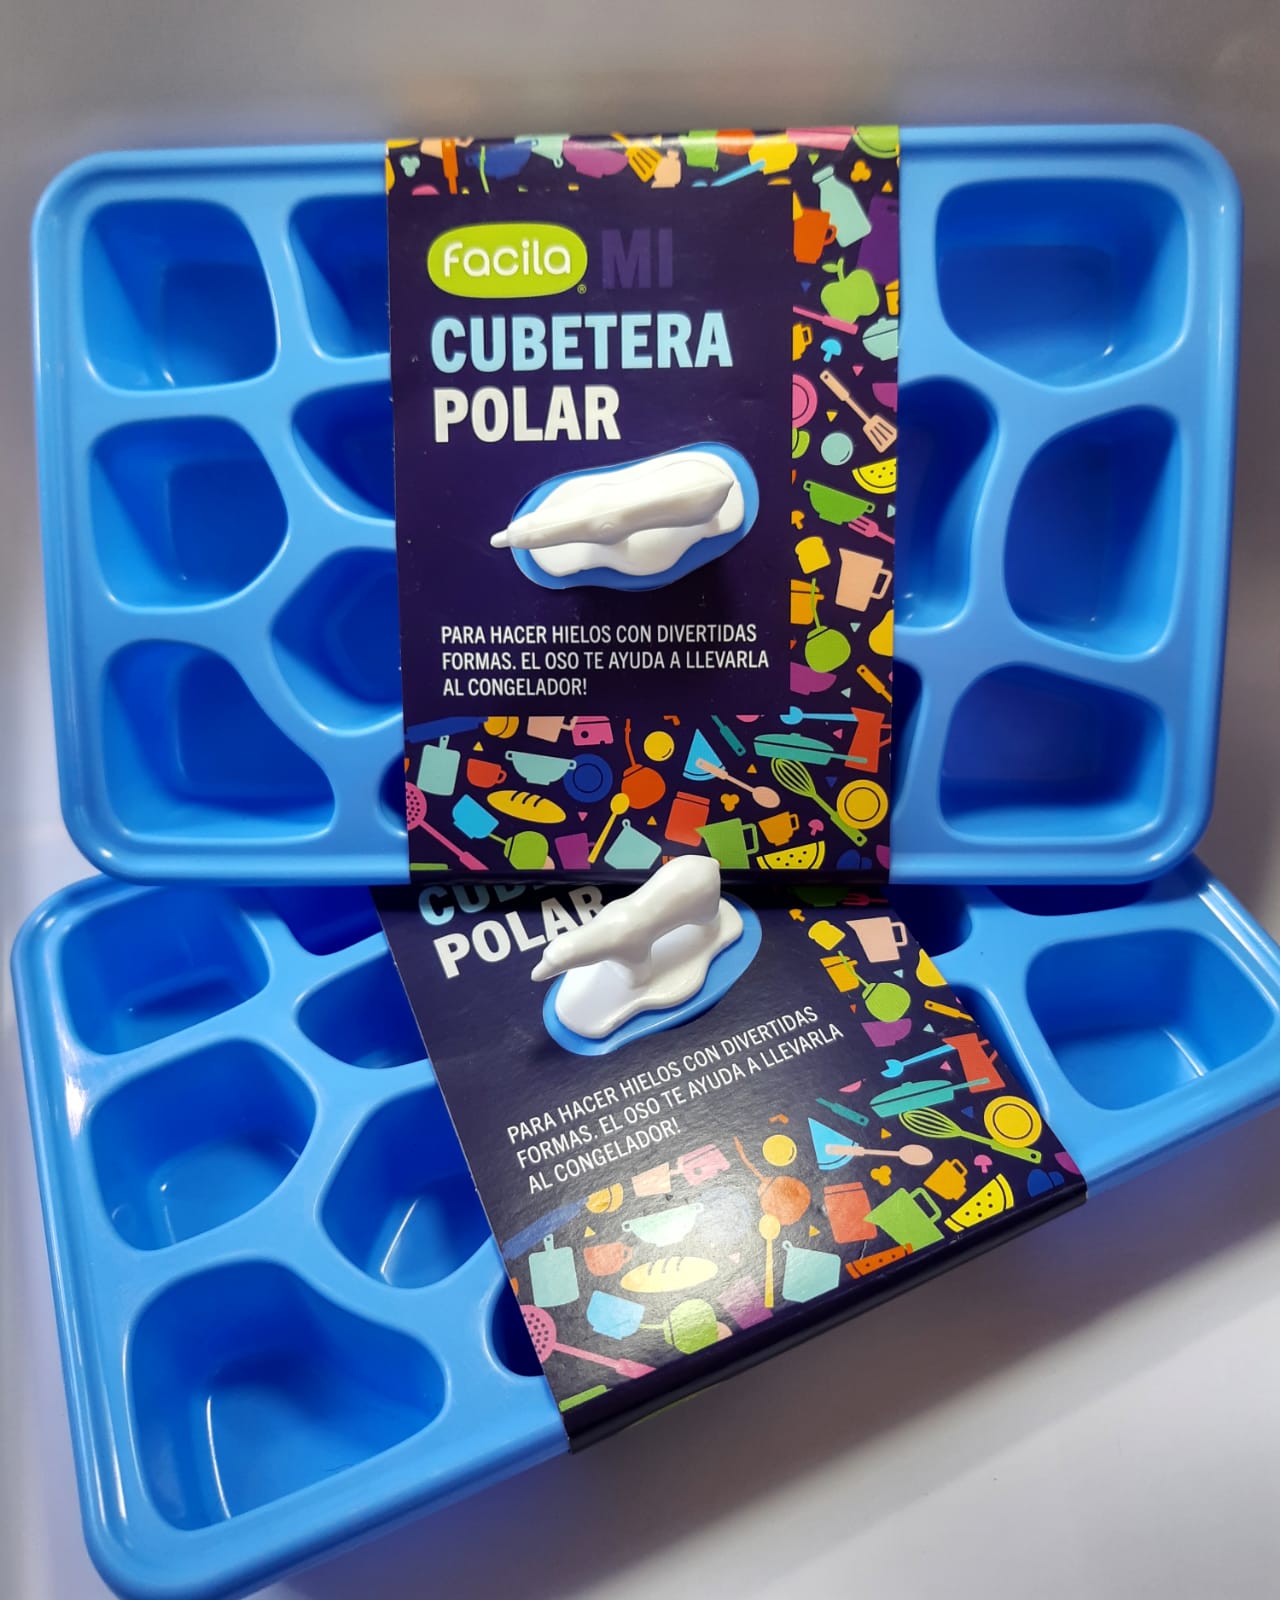 facila MI
®
CUBETERA
POLAR
PARA HACER HIELOS CON DIVERTIDAS
FORMAS. EL OSO TE AYUDA A LLEVARLA
AL CONGELADOR!
POLAR
PARA HACER HIELOS CON DIVERTIDAS
FORMAS. EL OSO TE AYUDA A LLEVARLA
AL CONGELADOR!